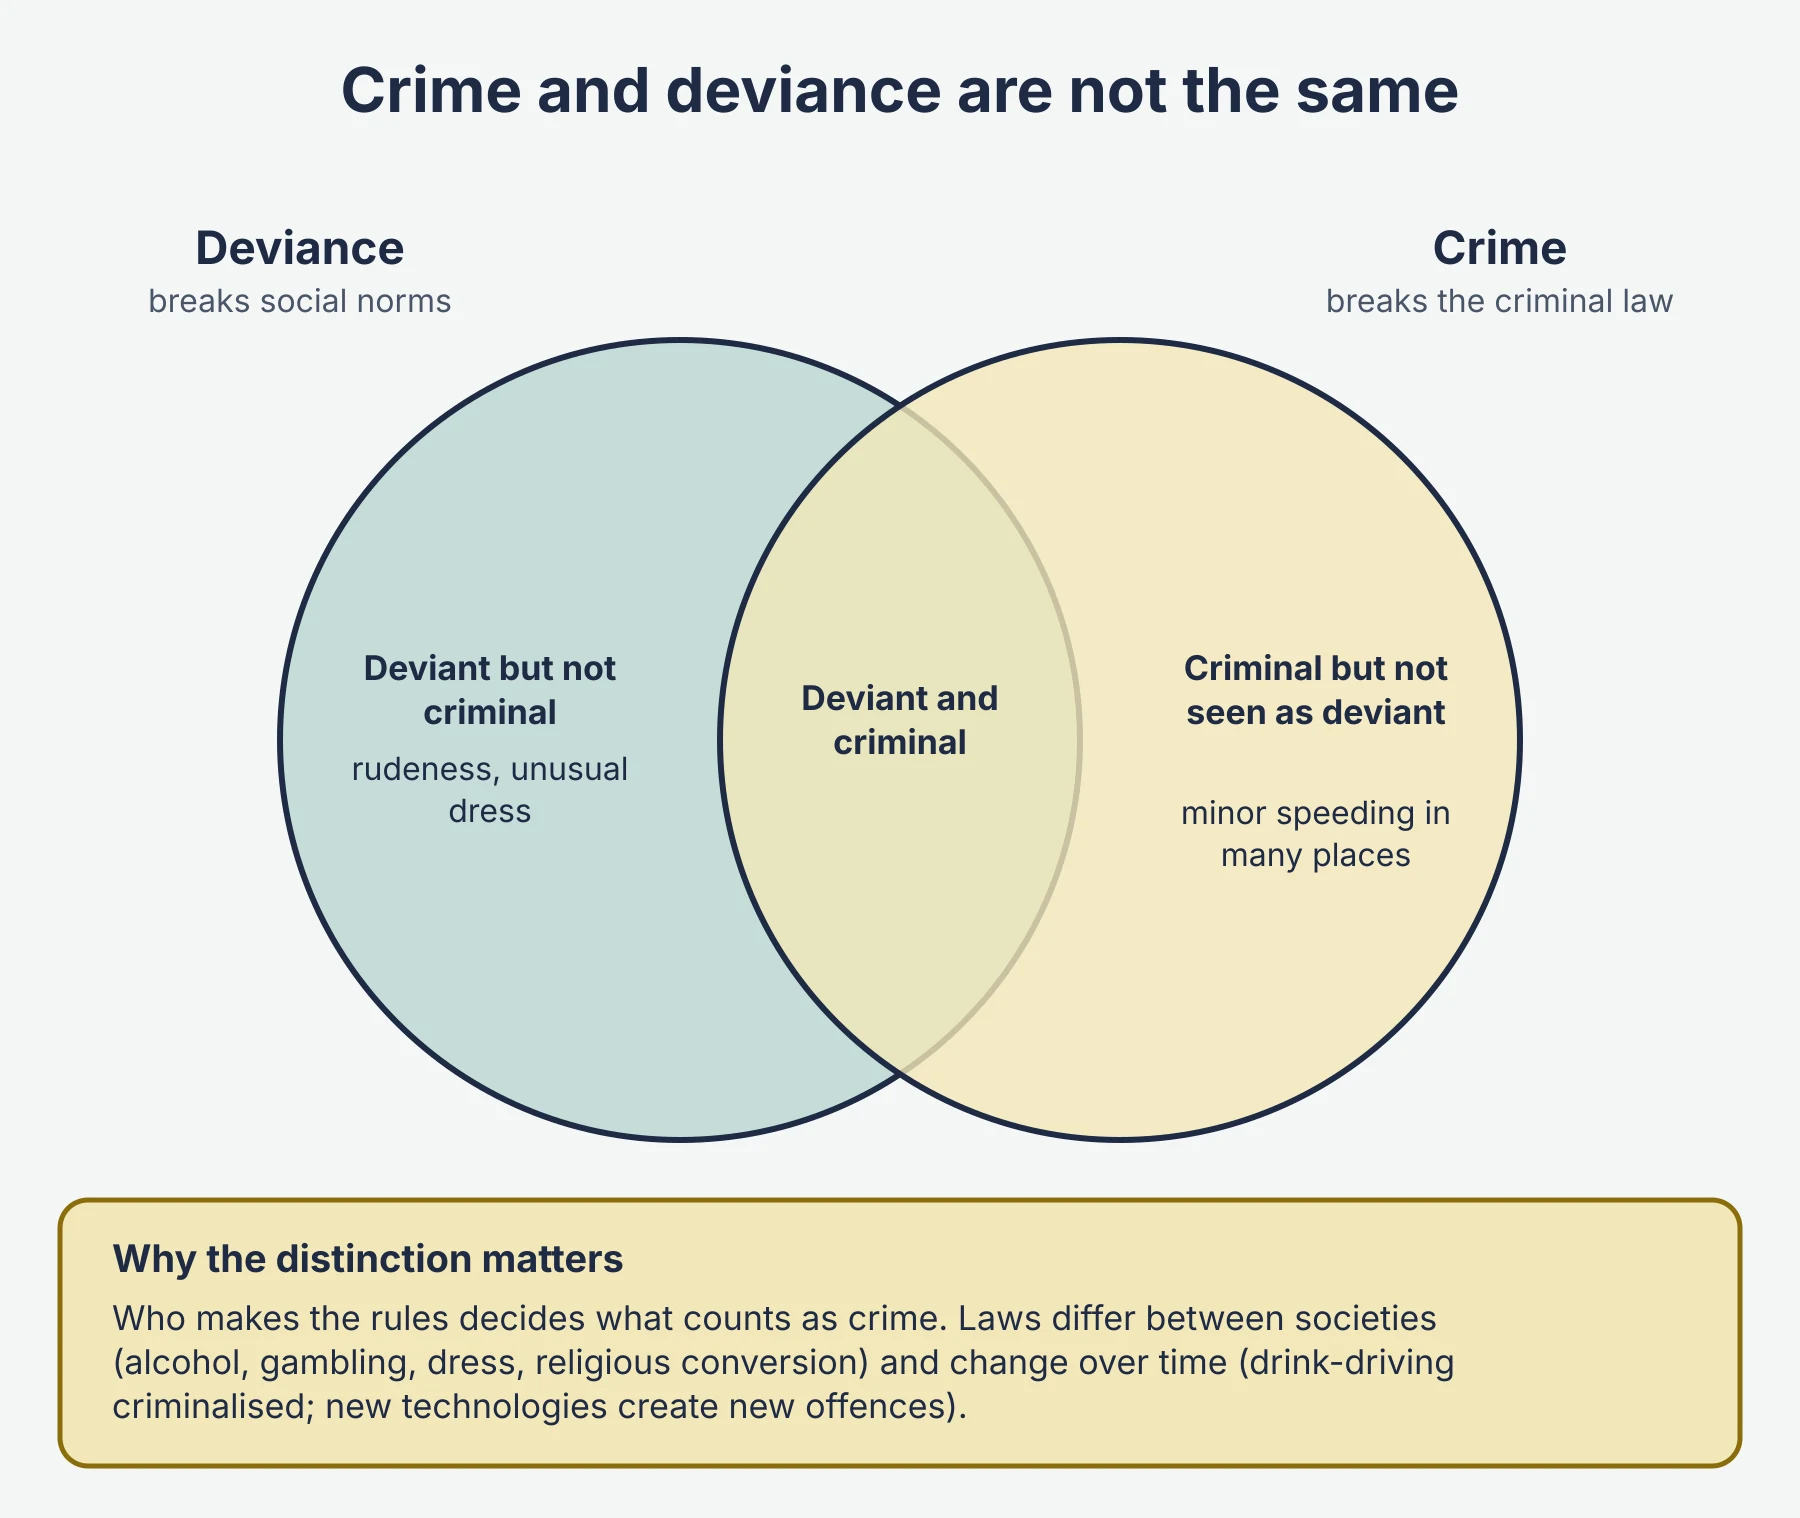 Crime and deviance are not the same
Deviance
breaks social norms
Crime
breaks the criminal law
Deviant but not
criminal
rudeness, unusual
dress
Deviant and
criminal
Criminal but not
seen as deviant
minor speeding in
many places
Why the distinction matters
Who makes the rules decides what counts as crime. Laws differ between societies
(alcohol, gambling, dress, religious conversion) and change over time (drink-driving
criminalised; new technologies create new offences).